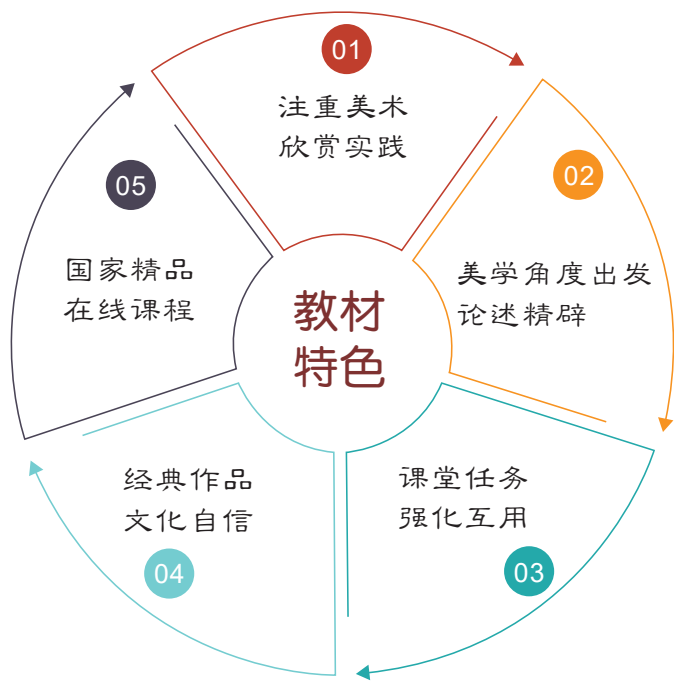 教材
特色
01
注重美术
欣赏实践
02
美学角度出发
论述精辟
03
课堂任务
强化互用
04
经典作品
文化自信
05
国家精品
在线课程